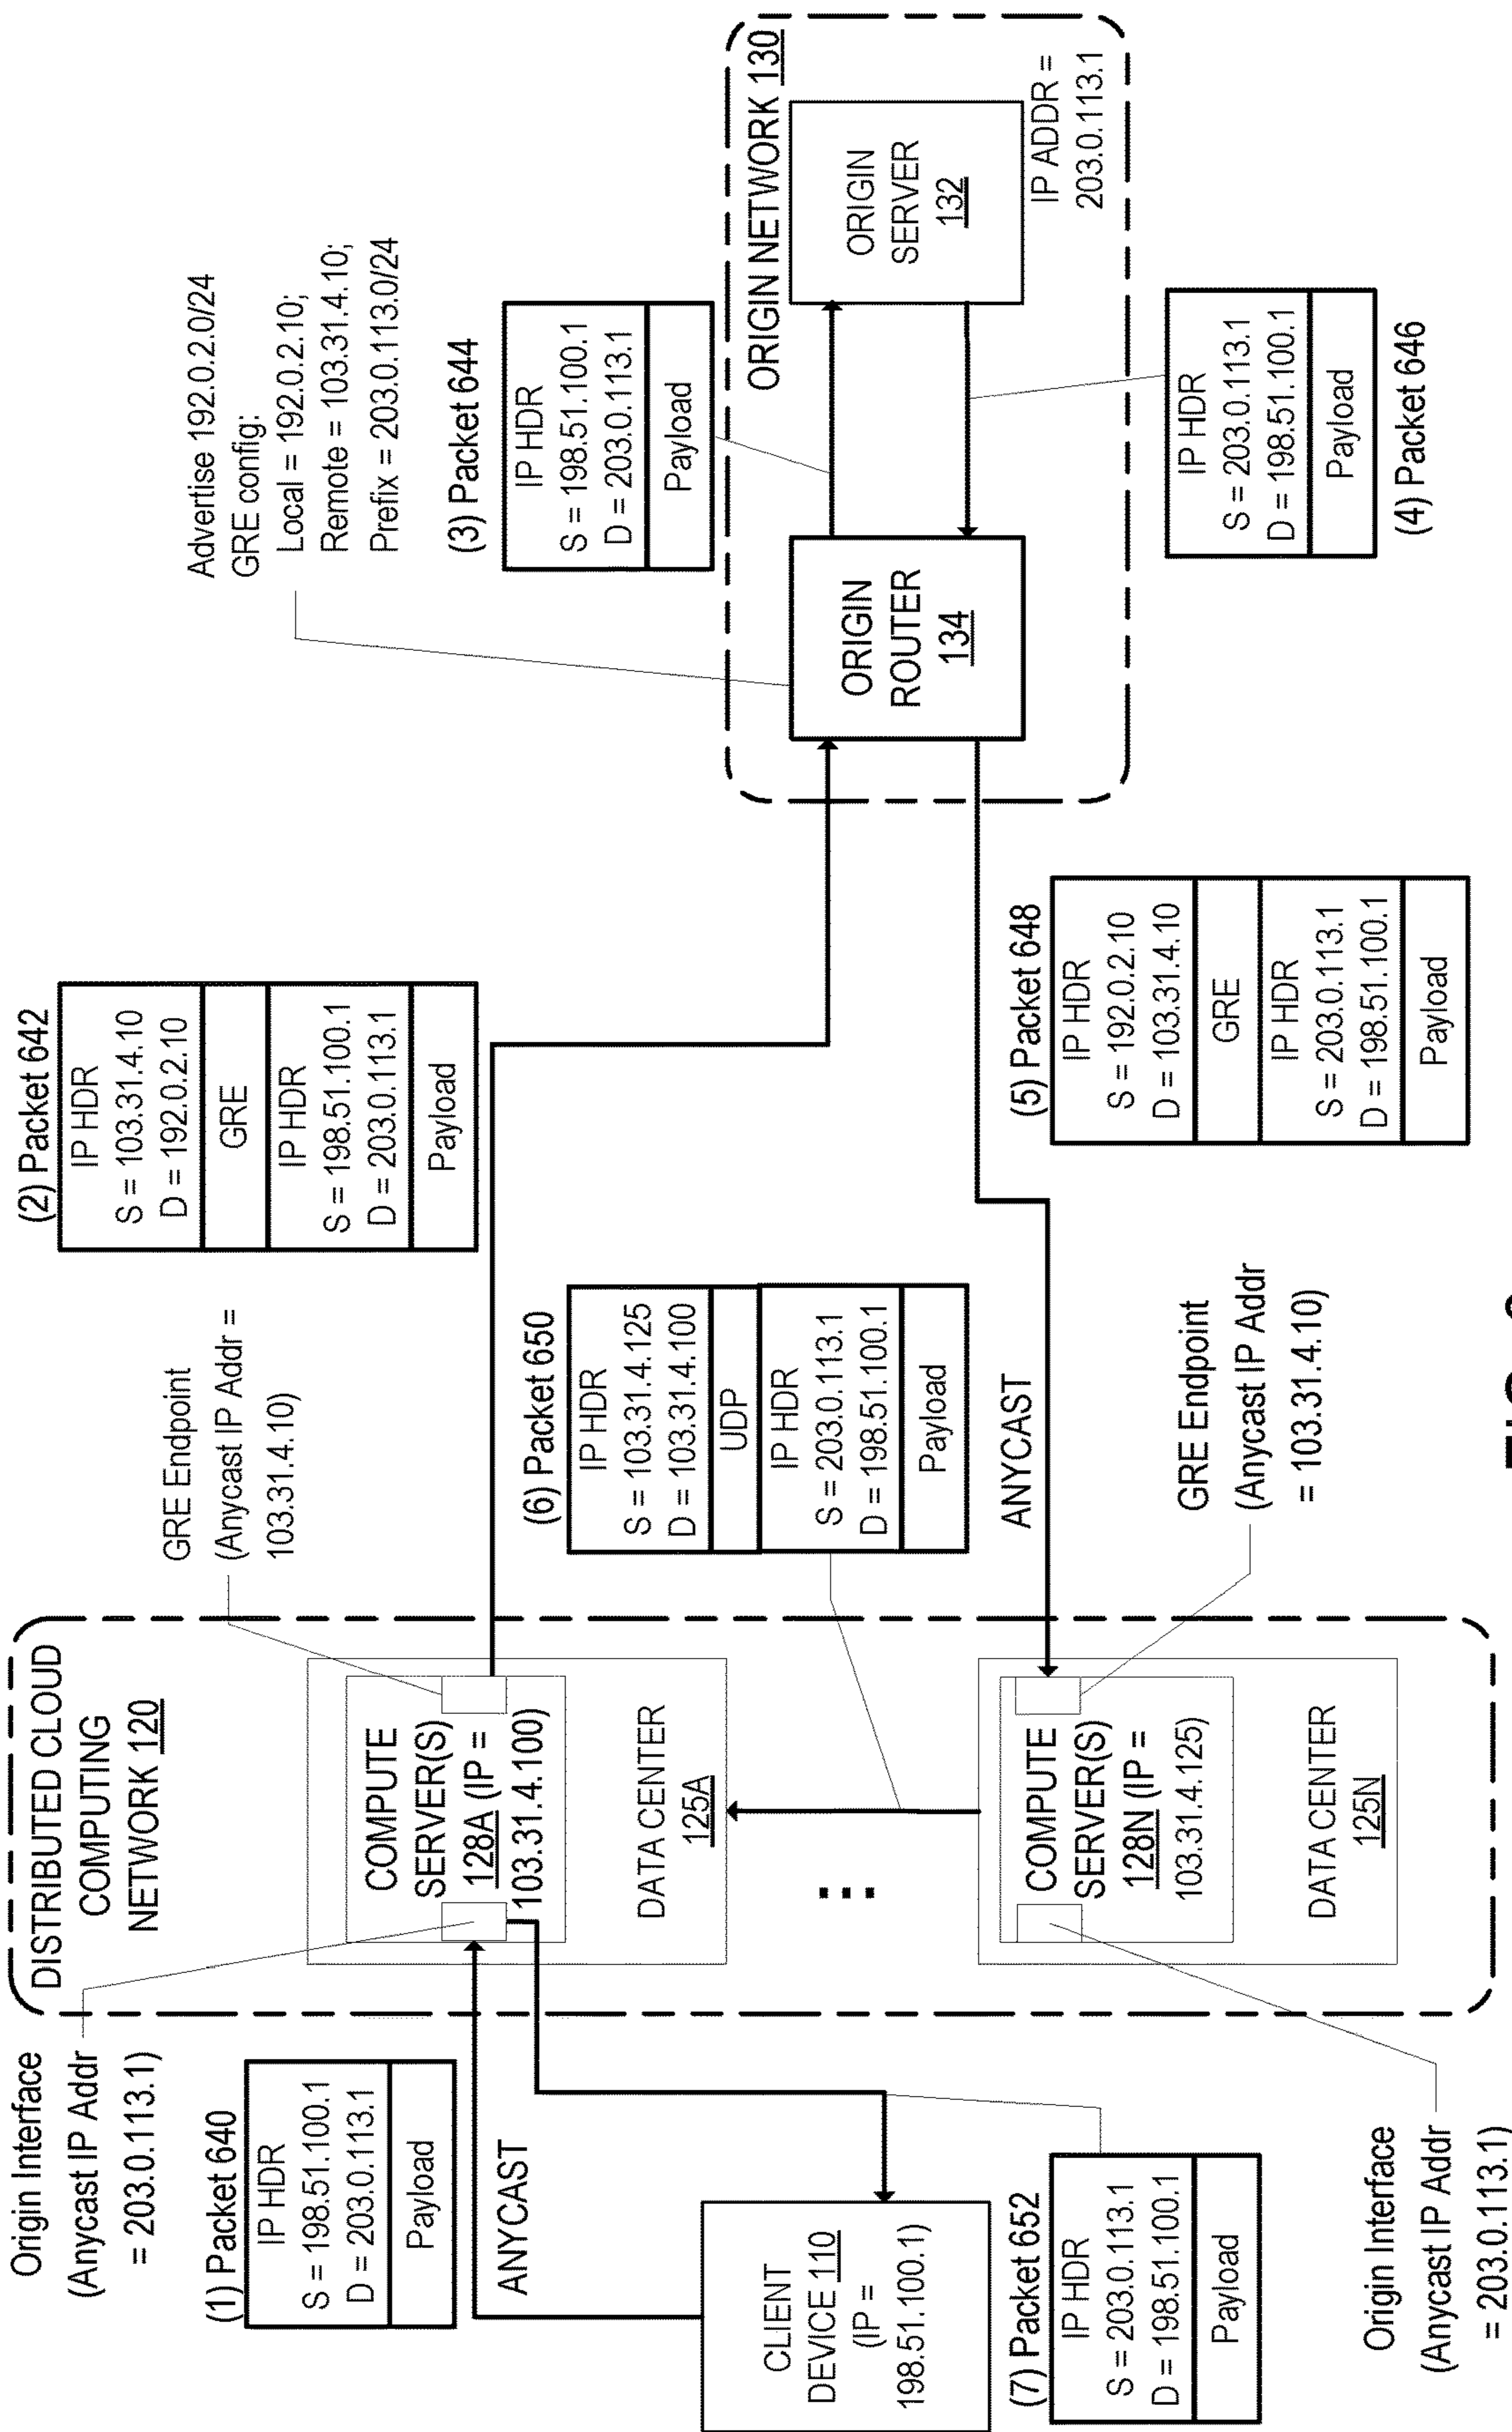 Origin Interface
(Anycast IP Addr
= 203.0.113.1)
DISTRIBUTED CLOUD
COMPUTING
NETWORK 120
GRE Endpoint
(Anycast IP Addr =
103.31.4.10)
(2) Packet 642
IP HDR
S = 103.31.4.10
D = 192.0.2.10
GRE
IP HDR
S = 198.51.100.1
D = 203.0.113.1
Payload
Advertise 192.0.2.0/24
GRE config:
Local = 192.0.2.10;
Remote = 103.31.4.10;
Prefix = 203.0.113.0/24
(1) Packet 640
IP HDR
S = 198.51.100.1
D = 203.0.113.1
Payload
ANYCAST
COMPUTE
SERVER(S)
128A (IP =
103.31.4.100)
DATA CENTER
125A
(6) Packet 650
IP HDR
S = 103.31.4.125
D = 103.31.4.100
UDP
IP HDR
S = 203.0.113.1
D = 198.51.100.1
Payload
(3) Packet 644
IP HDR
S = 198.51.100.1
D = 203.0.113.1
Payload
ORIGIN NETWORK 130
ORIGIN
ROUTER
134
ORIGIN
SERVER
132
IP ADDR =
203.0.113.1
CLIENT
DEVICE 110
(IP =
198.51.100.1)
...
ANYCAST
(5) Packet 648
IP HDR
S = 192.0.2.10
D = 103.31.4.10
GRE
IP HDR
S = 203.0.113.1
D = 198.51.100.1
Payload
IP HDR
S = 203.0.113.1
D = 198.51.100.1
Payload
(4) Packet 646
(7) Packet 652
IP HDR
S = 203.0.113.1
D = 198.51.100.1
Payload
COMPUTE
SERVER(S)
128N (IP =
103.31.4.125)
DATA CENTER
125N
GRE Endpoint
(Anycast IP Addr
= 103.31.4.10)
Origin Interface
(Anycast IP Addr
= 203.0.113.1)